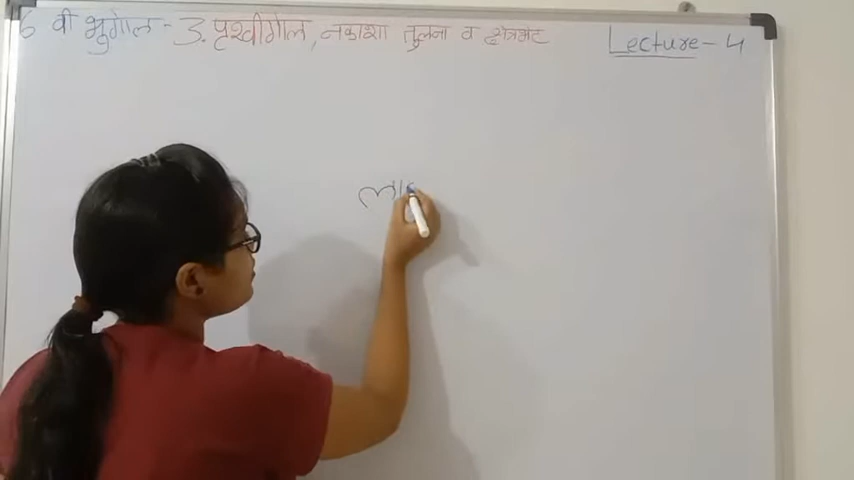 6 वी भुगोल - 3. पृथ्वीगोल, नकाशा तुलना व क्षेत्रभेट
Lecture - 4
ला